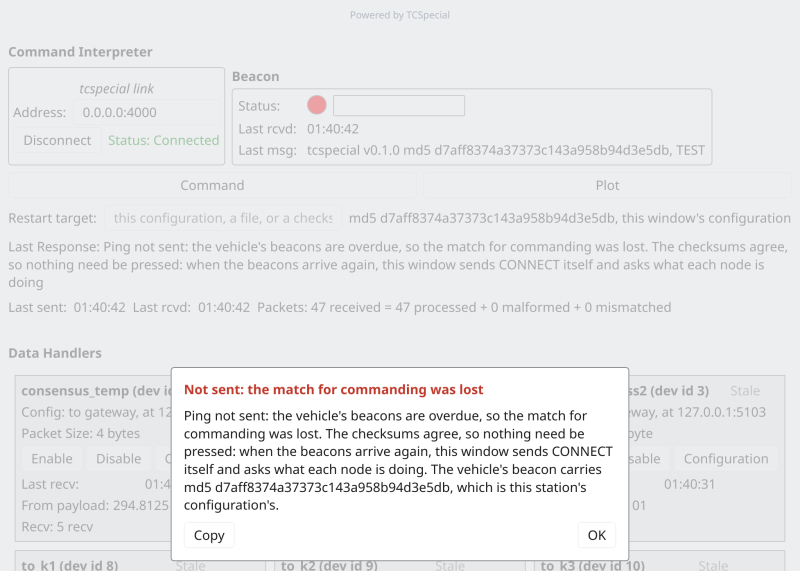 Powered by TCSpecial
Command Interpreter
tcspecial link
Address: 0.0.0.0:4000
Disconnect Status: Connected
Beacon
Status:
Last rcvd: 01:40:42
Last msg: tcspecial v0.1.0 md5 d7aff8374a37373c143a958b94d3e5db, TEST
Command Plot
Restart target: this configuration, a file, or a checks md5 d7aff8374a37373c143a958b94d3e5db, this window's configuration
Last Response: Ping not sent: the vehicle's beacons are overdue, so the match for commanding was lost. The checksums agree,
so nothing need be pressed: when the beacons arrive again, this window sends CONNECT itself and asks what each node is
doing
Last sent: 01:40:42 Last rcvd: 01:40:42 Packets: 47 received = 47 processed + 0 malformed + 0 mismatched
Data Handlers
consensus_temp (dev id
Config: to gateway, at 12
Packet Size: 4 bytes
Enable Disable C
Last recv: 01:4
From payload: 294.8125
Recv: 5 recv
ss2 (dev id 3) Stale
way, at 127.0.0.1:5103
byte
sable Configuration
01:40:31
01
Not sent: the match for commanding was lost
Ping not sent: the vehicle's beacons are overdue, so the match for
commanding was lost. The checksums agree, so nothing need be
pressed: when the beacons arrive again, this window sends CONNECT
itself and asks what each node is doing. The vehicle's beacon carries
md5 d7aff8374a37373c143a958b94d3e5db, which is this station's
configuration's.
Copy OK
to_k1 (dev id 8) Stale
to_k2 (dev id 9) Stale
to_k3 (dev id 10) Stale